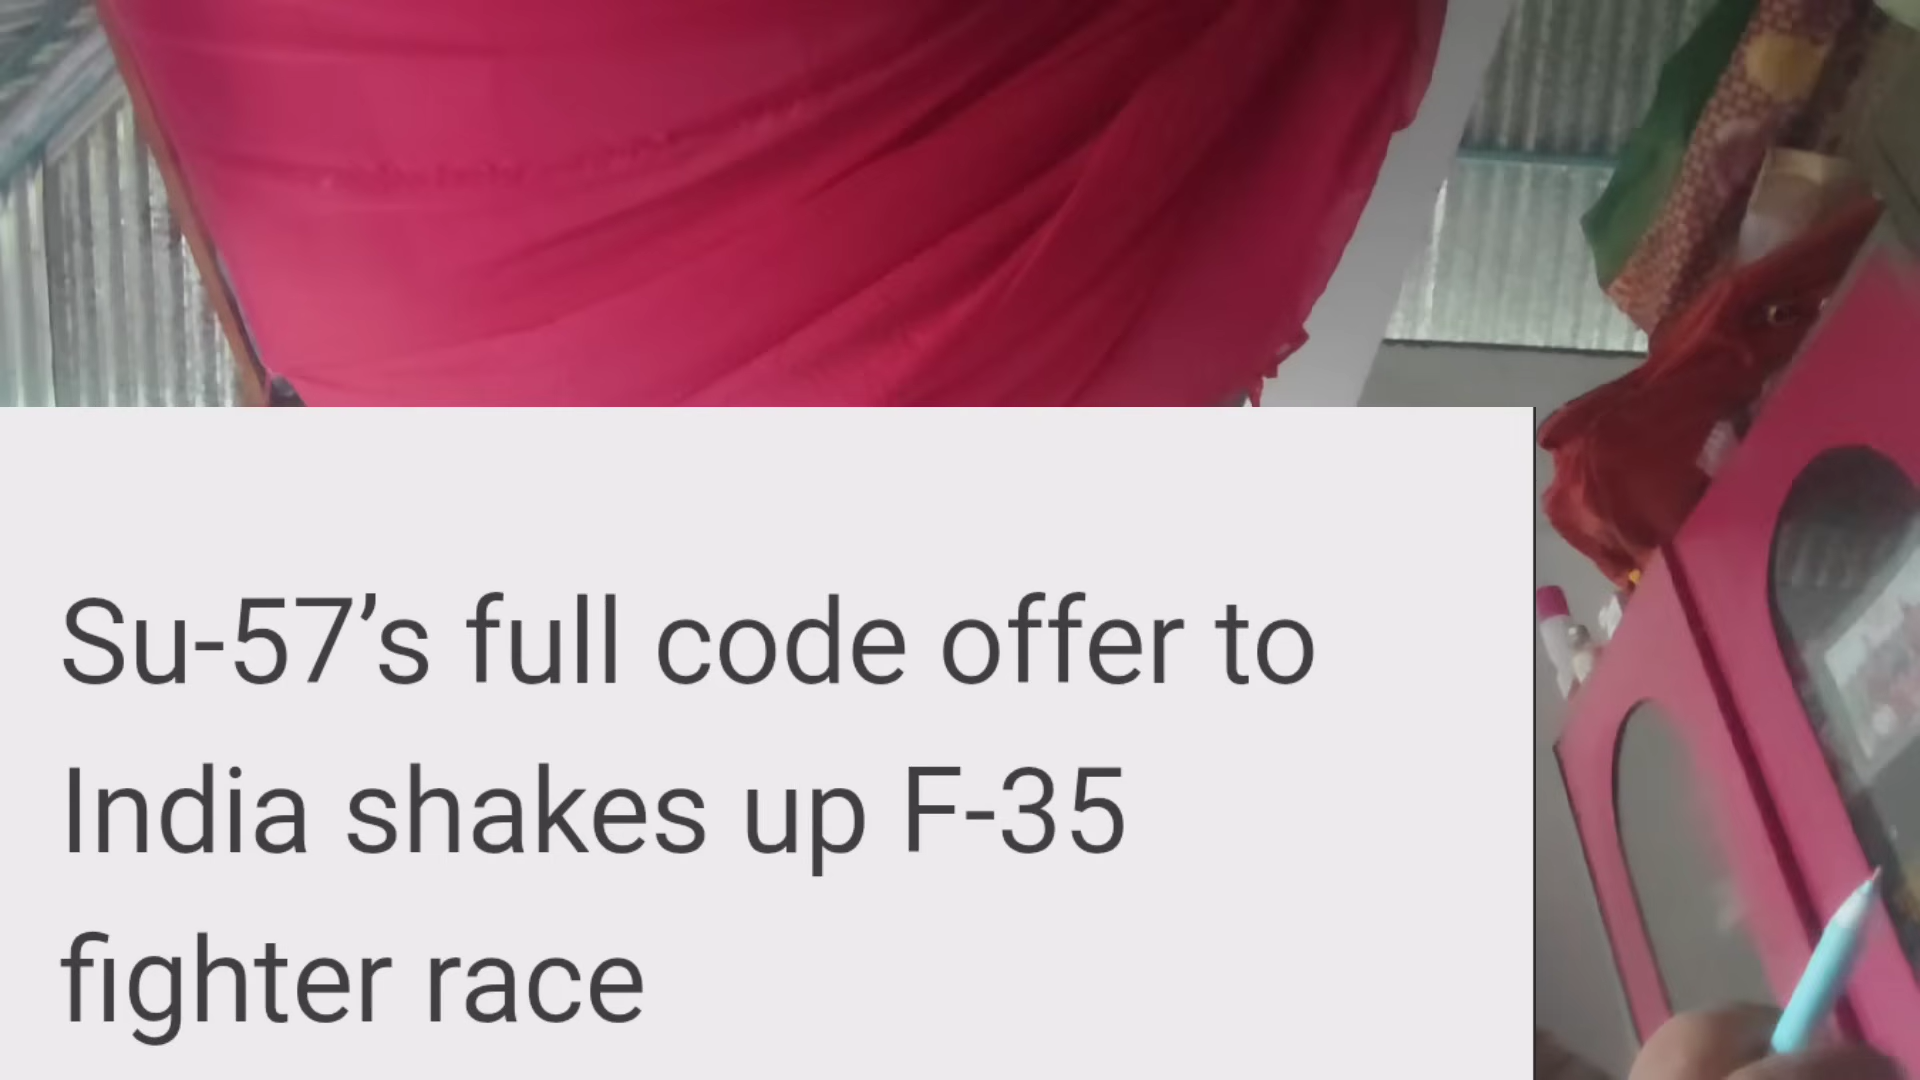 Su-57’s full code offer to
India shakes up F-35
fighter race